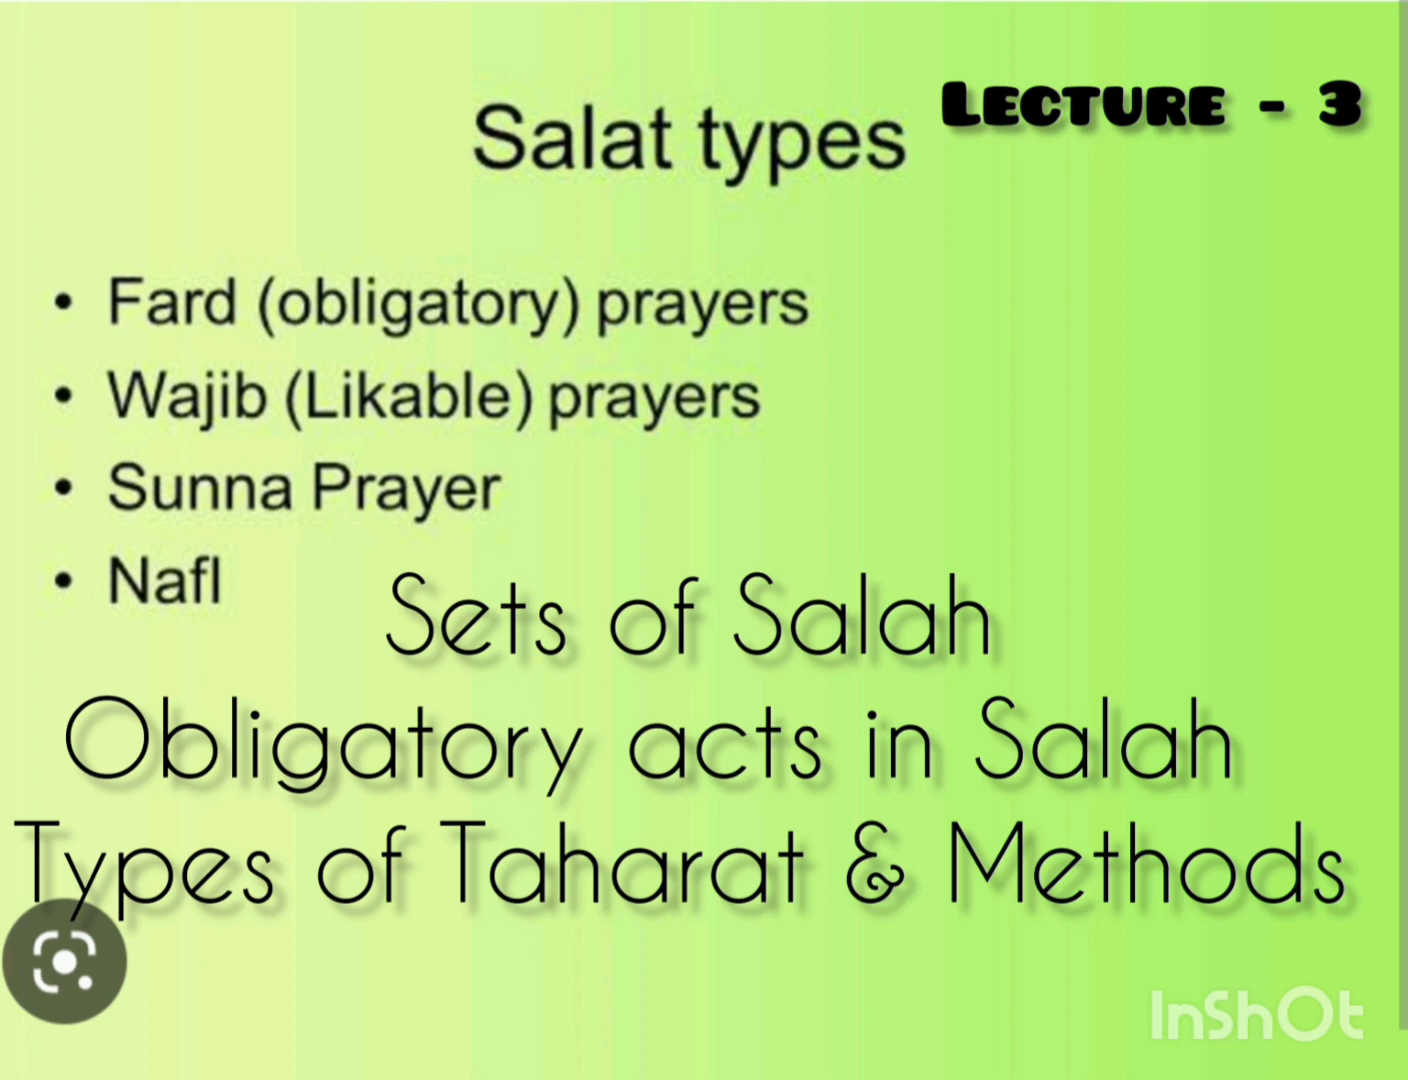 Salat types
LECTURE - 3
• Fard (obligatory) prayers
• Wajib (Likable) prayers
• Sunna Prayer
• Nafl
Sets of Salah
Obligatory acts in Salah
Types of Taharat & Methods
InShOt